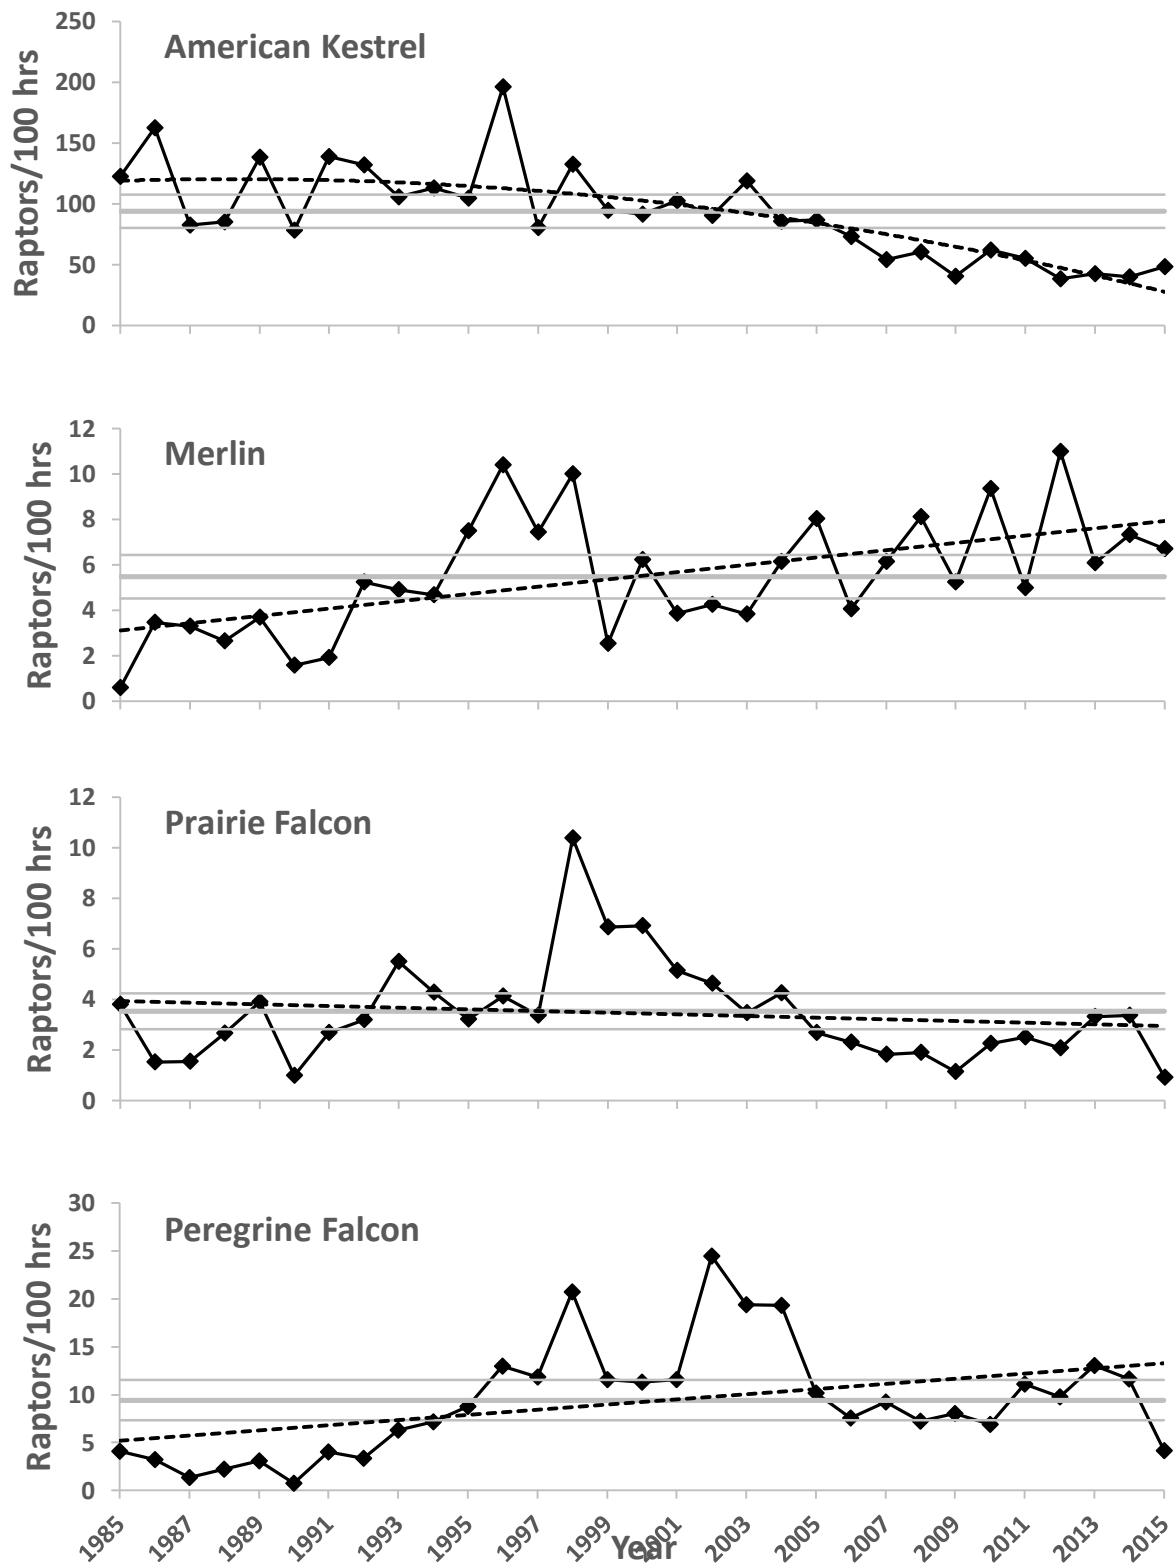 American Kestrel
Raptors/100 hrs
250
200
150
100
50
0
Merlin
Raptors/100 hrs
12
10
8
6
4
2
0
Prairie Falcon
Raptors/100 hrs
12
10
8
6
4
2
0
Peregrine Falcon
Raptors/100 hrs
30
25
20
15
10
5
0
1985 1987 1989 1991 1993 1995 1997 1999 2001 2003 2005 2007 2009 2011 2013 2015
Year